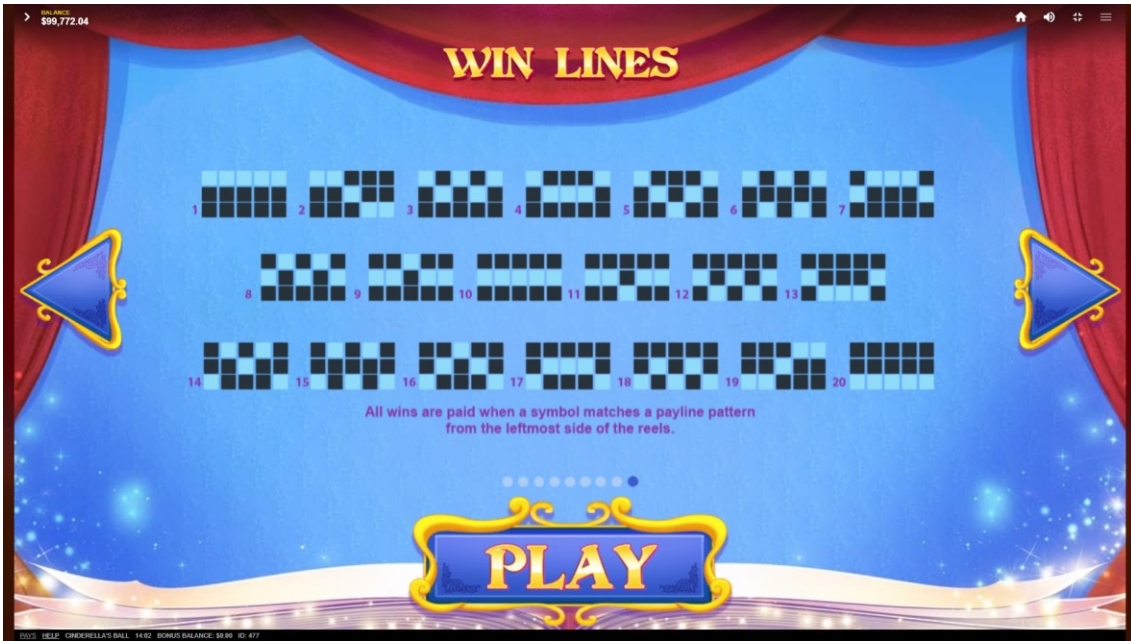 BALANCE
$99,772.04
WIN LINES
1 2 3 4 5 6 7
8 9 10 11 12 13
14 15 16 17 18 19 20
All wins are paid when a symbol matches a payline pattern
from the leftmost side of the reels.
PLAY
PAYS HELP CINDERELLA'S BALL 14:02 BONUS BALANCE: $0.00 ID: 477